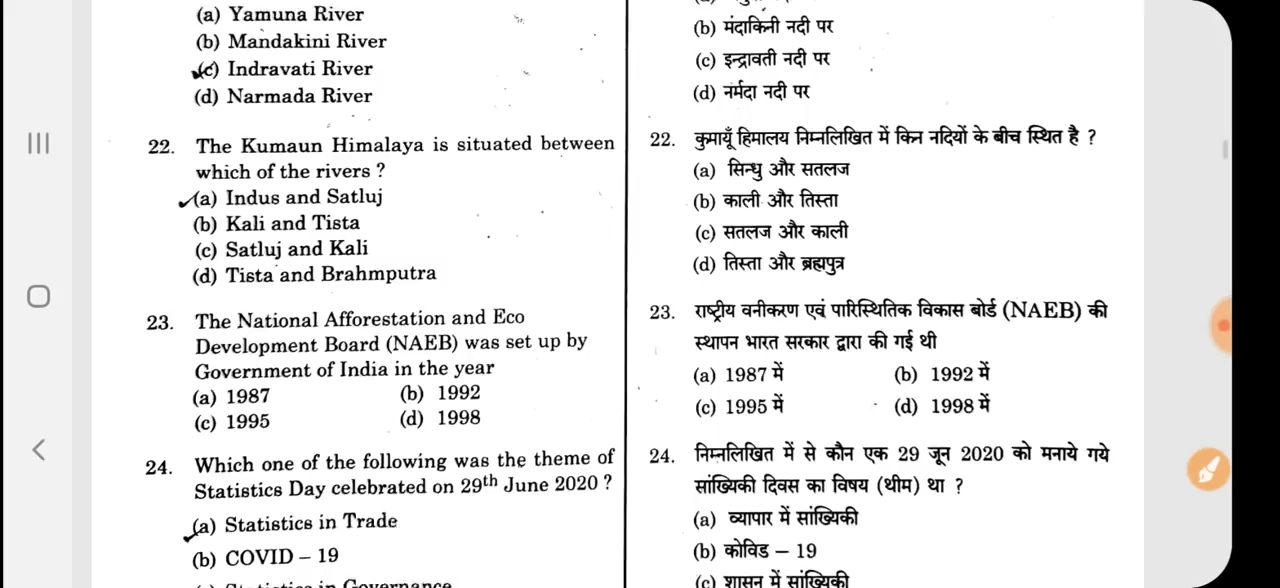 (a) Yamuna River
(b) Mandakini River
(c) Indravati River
(d) Narmada River
22. The Kumaun Himalaya is situated between
which of the rivers ?
(a) Indus and Satluj
(b) Kali and Tista
(c) Satluj and Kali
(d) Tista and Brahmputra
23. The National Afforestation and Eco
Development Board (NAEB) was set up by
Government of India in the year
(a) 1987 (b) 1992
(c) 1995 (d) 1998
24. Which one of the following was the theme of
Statistics Day celebrated on 29th June 2020 ?
(a) Statistics in Trade
(b) COVID – 19
Statistics in Governance
(b) मंदाकिनी नदी पर
(c) इन्द्रावती नदी पर
(d) नर्मदा नदी पर
22. कुमायूँ हिमालय निम्नलिखित में किन नदियों के बीच स्थित है ?
(a) सिन्धु और सतलज
(b) काली और तिस्ता
(c) सतलज और काली
(d) तिस्ता और ब्रह्मपुत्र
23. राष्ट्रीय वनीकरण एवं पारिस्थितिक विकास बोर्ड (NAEB) की
स्थापन भारत सरकार द्वारा की गई थी
(a) 1987 में (b) 1992 में
(c) 1995 में (d) 1998 में
24. निम्नलिखित में से कौन एक 29 जून 2020 को मनाये गये
सांख्यिकी दिवस का विषय (थीम) था ?
(a) व्यापार में सांख्यिकी
(b) कोविड – 19
(c) शासन में सांख्यिकी